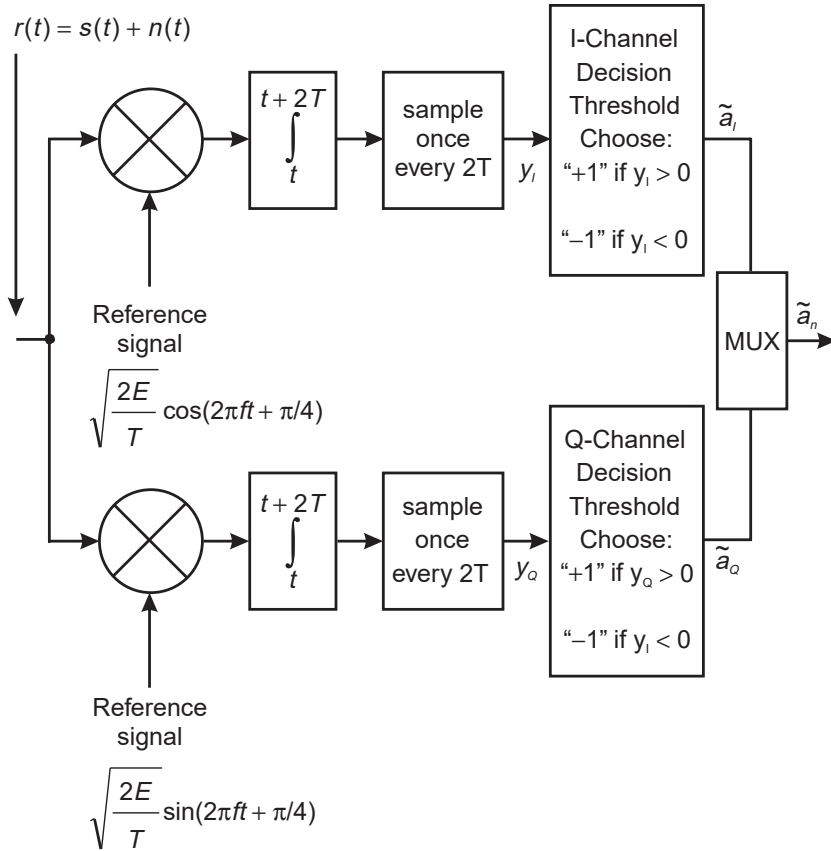 r(t) = s(t) + n(t)
t + 2T
∫
t
sample
once
every 2T
y_I
I-Channel
Decision
Threshold
Choose:
“+1” if y_I > 0
“−1” if y_I < 0
ã_I
Reference
signal
√(2E/T) cos(2πft + π/4)
MUX
ã_n
t + 2T
∫
t
sample
once
every 2T
y_Q
Q-Channel
Decision
Threshold
Choose:
“+1” if y_Q > 0
“−1” if y_I < 0
ã_Q
Reference
signal
√(2E/T) sin(2πft + π/4)